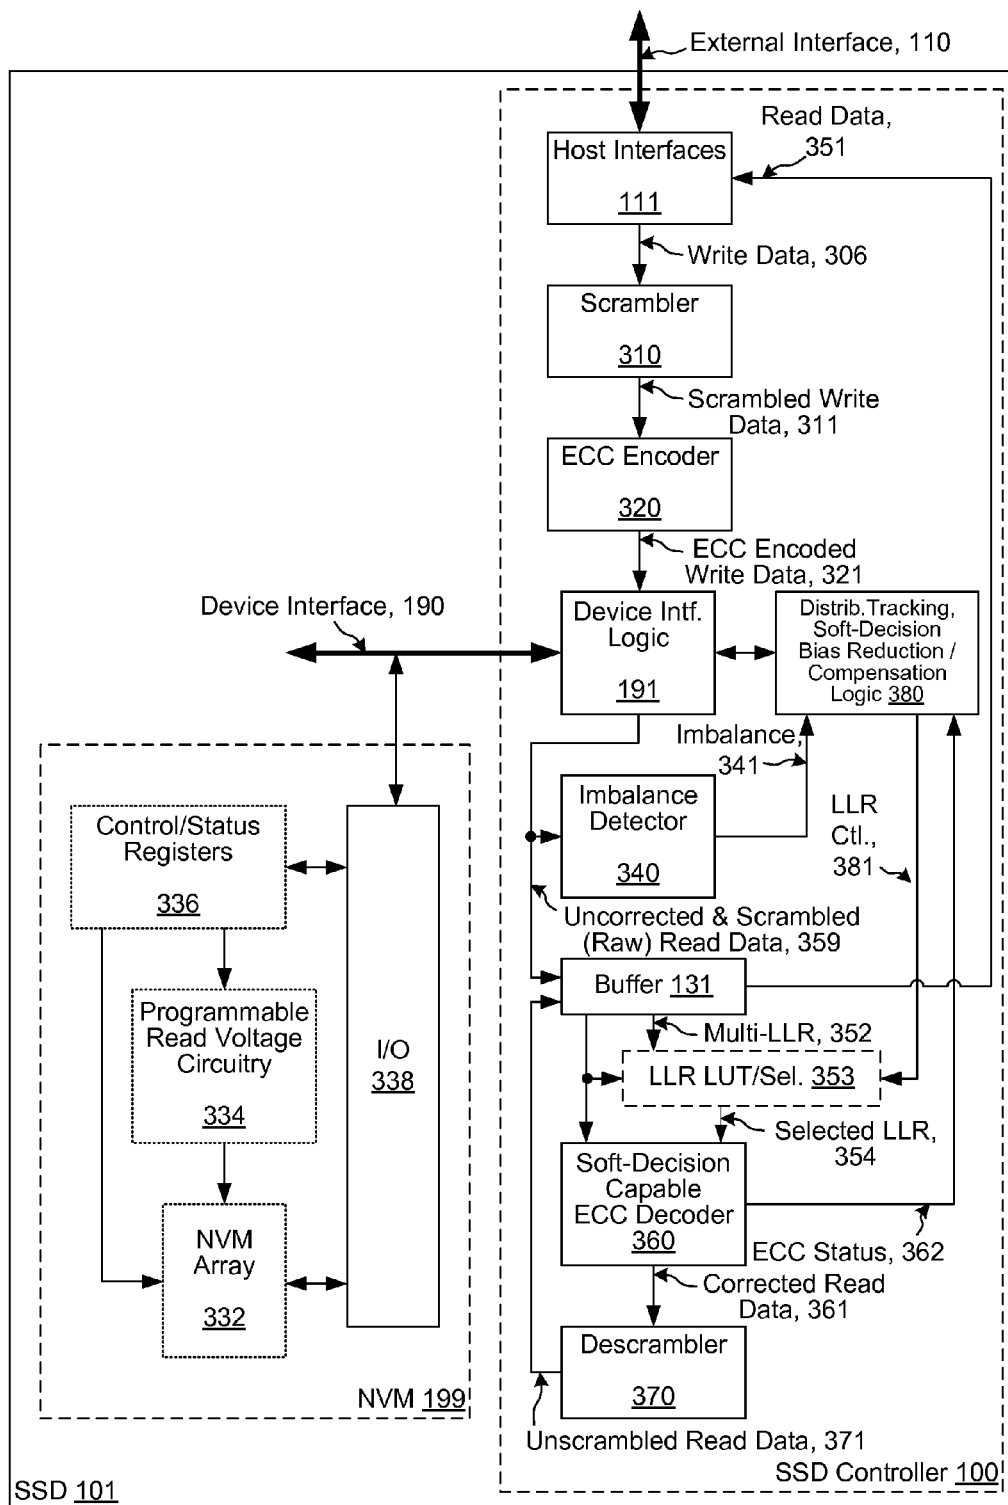 External Interface, 110
Read Data,
351
Host Interfaces
111
Write Data, 306
Scrambler
310
Scrambled Write
Data, 311
ECC Encoder
320
ECC Encoded
Write Data, 321
Device Interface, 190
Device Intf.
Logic
191
Distrib.Tracking,
Soft-Decision
Bias Reduction /
Compensation
Logic 380
Imbalance,
341
Imbalance
Detector
340
LLR
Ctl.,
381
Uncorrected & Scrambled
(Raw) Read Data, 359
Buffer 131
Multi-LLR, 352
LLR LUT/Sel. 353
Selected LLR,
354
Soft-Decision
Capable
ECC Decoder
360
ECC Status, 362
Corrected Read
Data, 361
Descrambler
370
Unscrambled Read Data, 371
Control/Status
Registers
336
Programmable
Read Voltage
Circuitry
334
NVM
Array
332
I/O
338
NVM 199
SSD Controller 100
SSD 101